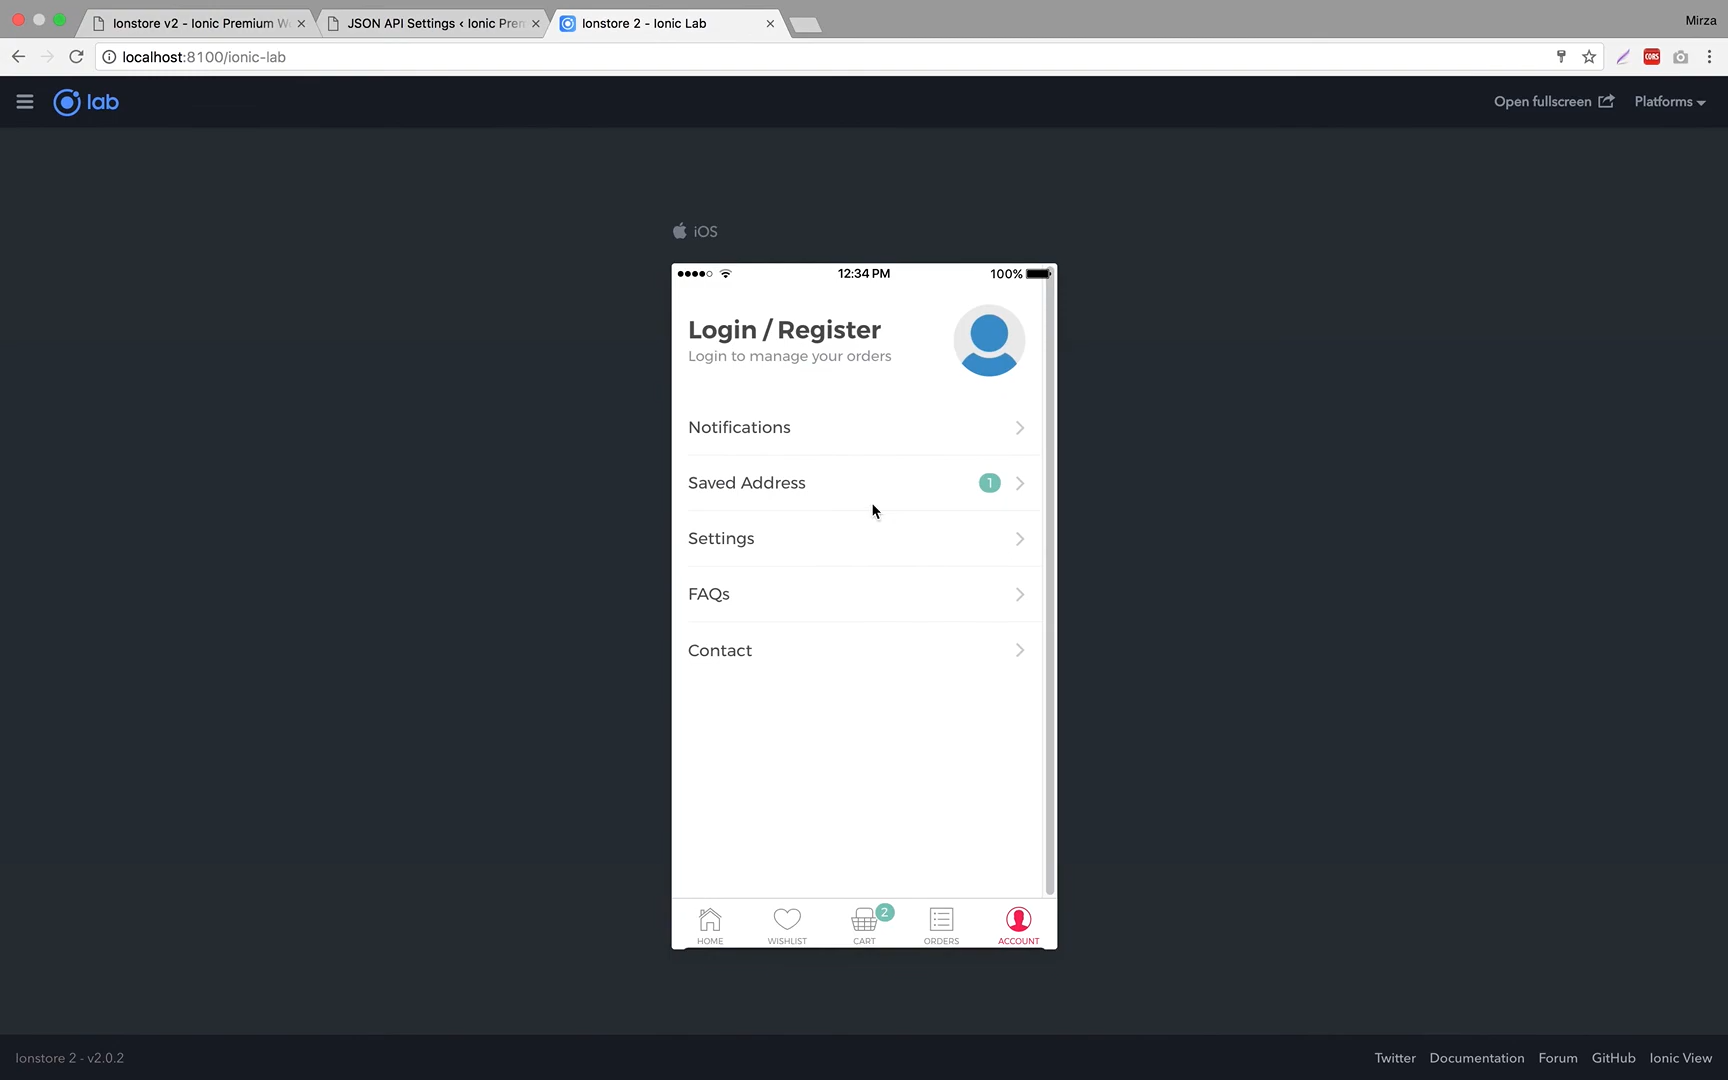 Ionstore v2 - Ionic Premium W
JSON API Settings ‹ Ionic Prem
Ionstore 2 - Ionic Lab
Mirza
localhost:8100/ionic-lab
CORS
lab
Open fullscreen
Platforms
iOS
12:34 PM
100%
Login / Register
Login to manage your orders
Notifications
Saved Address
1
Settings
FAQs
Contact
2
HOME
WISHLIST
CART
ORDERS
ACCOUNT
Ionstore 2 - v2.0.2
Twitter
Documentation
Forum
GitHub
Ionic View